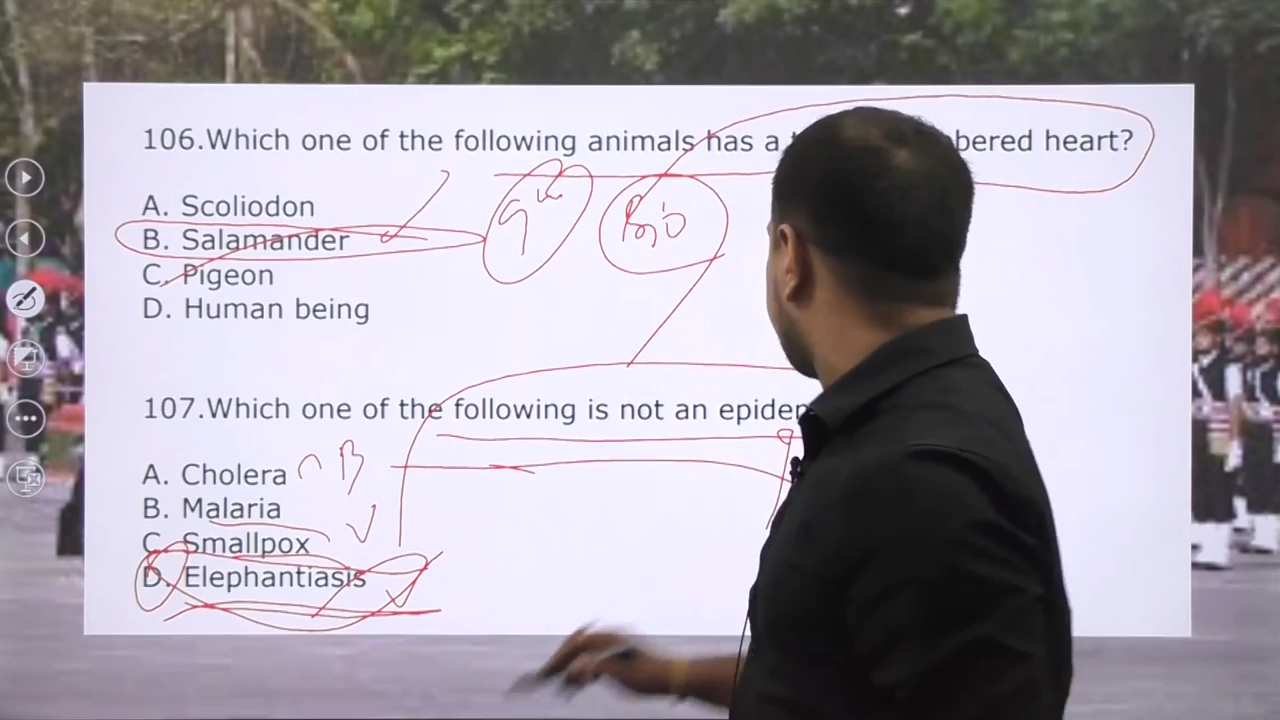 106.Which one of the following animals has a t bered heart?
A. Scoliodon
B. Salamander
C. Pigeon
D. Human being
107.Which one of the following is not an epiden
A. Cholera B
B. Malaria
C. Smallpox
D. Elephantiasis